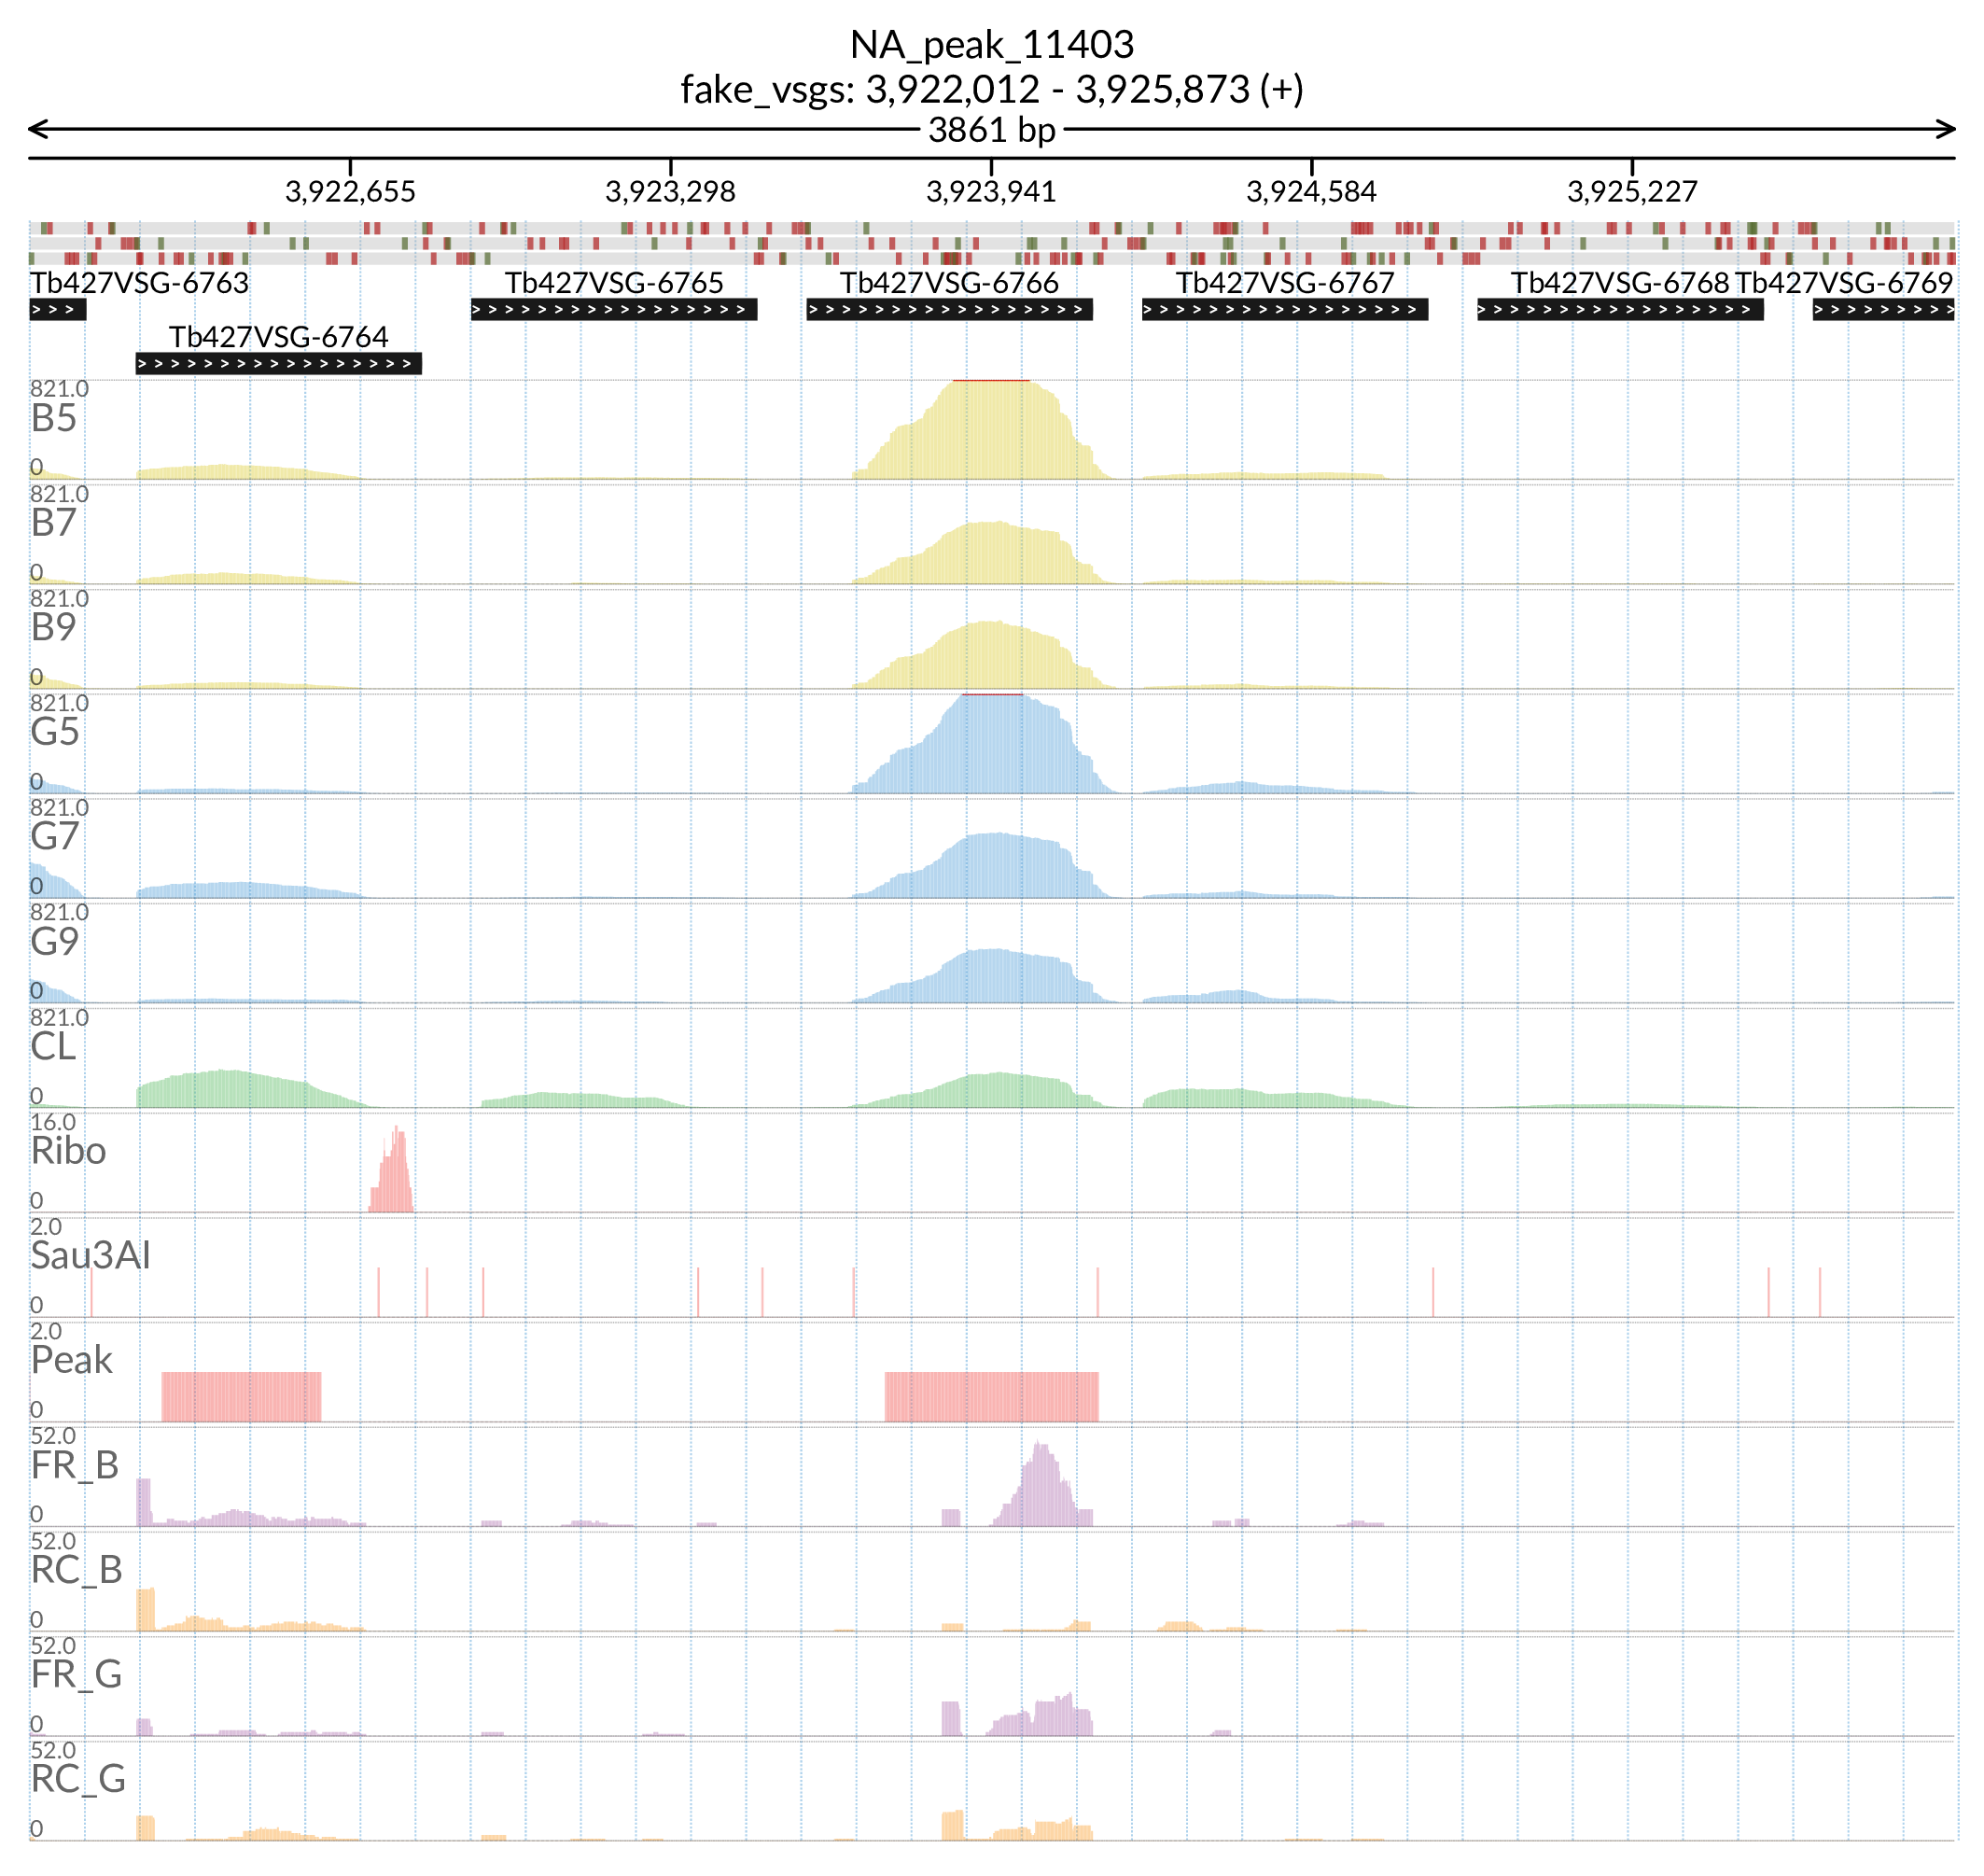 NA_peak_11403
fake_vsgs: 3,922,012 - 3,925,873 (+)
3861 bp
3,922,655 3,923,298 3,923,941 3,924,584 3,925,227
Tb427VSG-6763 Tb427VSG-6765 Tb427VSG-6766 Tb427VSG-6767 Tb427VSG-6768 Tb427VSG-6769
Tb427VSG-6764
821.0
B5
0
821.0
B7
0
821.0
B9
0
821.0
G5
0
821.0
G7
0
821.0
G9
0
821.0
CL
0
16.0
Ribo
0
2.0
Sau3AI
0
2.0
Peak
0
52.0
FR_B
0
52.0
RC_B
0
52.0
FR_G
0
52.0
RC_G
0